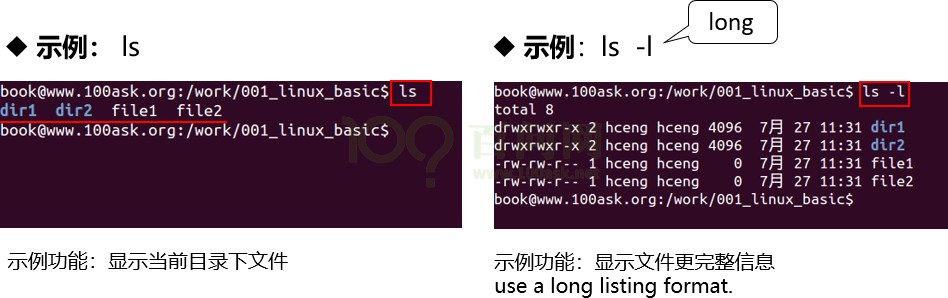 ◆ 示例： ls
book@www.100ask.org:/work/001_linux_basic$ ls
dir1  dir2  file1  file2
book@www.100ask.org:/work/001_linux_basic$
示例功能：显示当前目录下文件
long
◆ 示例：ls -l
book@www.100ask.org:/work/001_linux_basic$ ls -l
total 8
drwxrwxr-x 2 hceng hceng 4096  7月 27 11:31 dir1
drwxrwxr-x 2 hceng hceng 4096  7月 27 11:31 dir2
-rw-rw-r-- 1 hceng hceng    0  7月 27 11:31 file1
-rw-rw-r-- 1 hceng hceng    0  7月 27 11:31 file2
book@www.100ask.org:/work/001_linux_basic$
示例功能：显示文件更完整信息
use a long listing format.